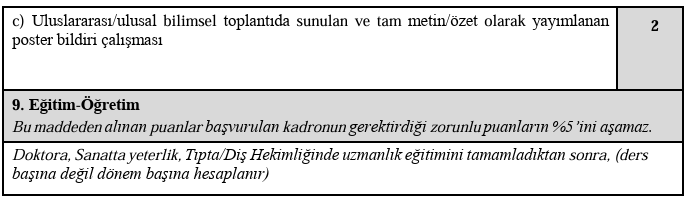 c) Uluslararası/ulusal bilimsel toplantıda sunulan ve tam metin/özet olarak yayımlanan
poster bildiri çalışması
2
9. Eğitim-Öğretim
Bu maddeden alınan puanlar başvurulan kadronun gerektirdiği zorunlu puanların %5'ini aşamaz.
Doktora, Sanatta yeterlik, Tıpta/Diş Hekimliğinde uzmanlık eğitimini tamamladıktan sonra, (ders
başına değil dönem başına hesaplanır)